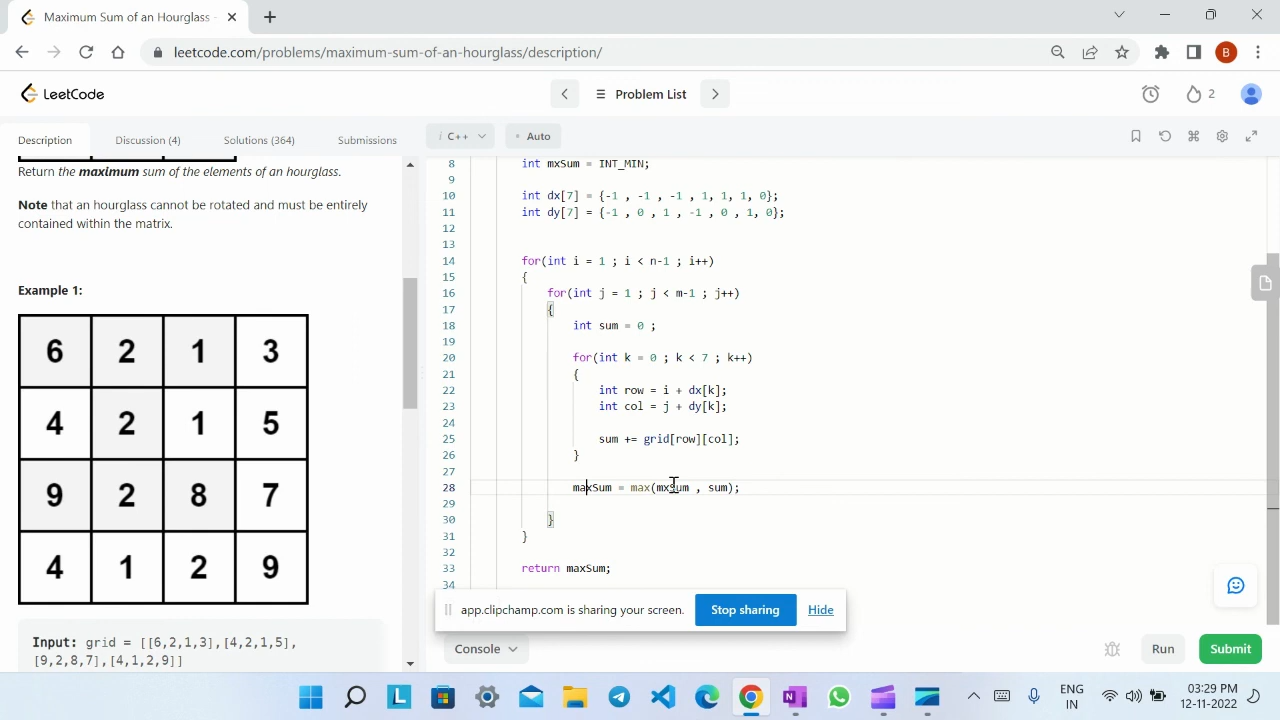 Maximum Sum of an Hourglass -
leetcode.com/problems/maximum-sum-of-an-hourglass/description/
B
LeetCode
Problem List
2
Description
Discussion (4)
Solutions (364)
Submissions
i C++
Auto
Return the maximum sum of the elements of an hourglass.
Note that an hourglass cannot be rotated and must be entirely
contained within the matrix.
Example 1:
6 2 1 3
4 2 1 5
9 2 8 7
4 1 2 9
Input: grid = [[6,2,1,3],[4,2,1,5],
[9,2,8,7],[4,1,2,9]]
8 int mxSum = INT_MIN;
9
10 int dx[7] = {-1 , -1 , -1 , 1, 1, 1, 0};
11 int dy[7] = {-1 , 0 , 1 , -1 , 0 , 1, 0};
12
13
14 for(int i = 1 ; i < n-1 ; i++)
15 {
16 for(int j = 1 ; j < m-1 ; j++)
17 {
18 int sum = 0 ;
19
20 for(int k = 0 ; k < 7 ; k++)
21 {
22 int row = i + dx[k];
23 int col = j + dy[k];
24
25 sum += grid[row][col];
26 }
27
28 maxSum = max(mxSum , sum);
29
30 }
31 }
32
33 return maxSum;
34
app.clipchamp.com is sharing your screen.
Stop sharing
Hide
Console
Run
Submit
ENG
IN
03:29 PM
12-11-2022